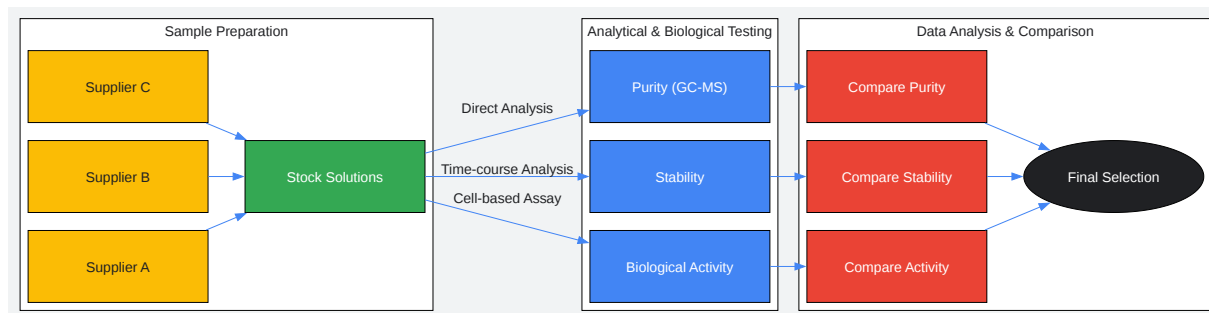 Sample Preparation
Supplier C
Supplier B
Supplier A
Stock Solutions
Direct Analysis
Time-course Analysis
Cell-based Assay
Analytical & Biological Testing
Purity (GC-MS)
Stability
Biological Activity
Data Analysis & Comparison
Compare Purity
Compare Stability
Compare Activity
Final Selection